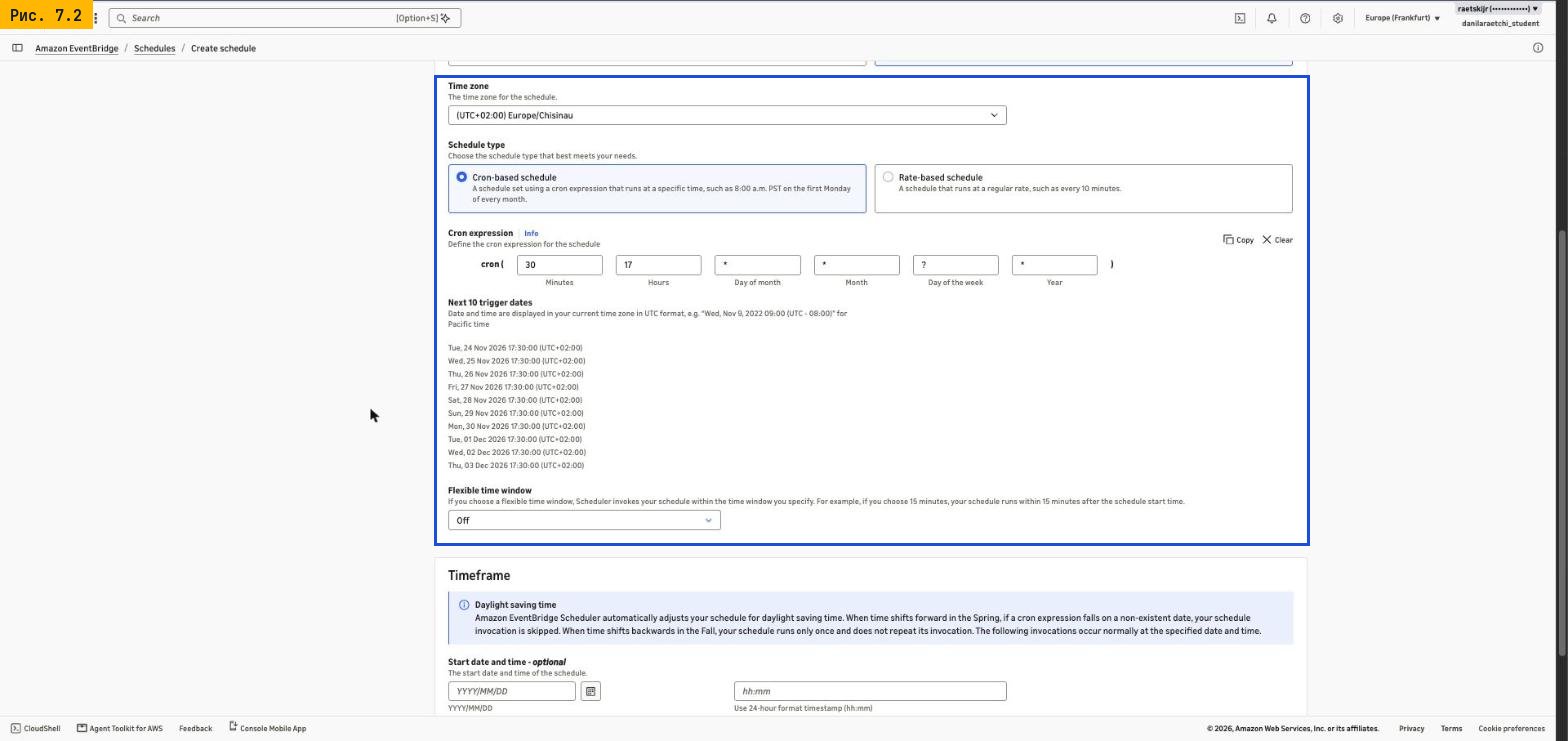 Рис. 7.2
Search
[Option+S]
Europe (Frankfurt) ▼
raetskijr (••••••••••••) ▼
danilaraetchi_student
Amazon EventBridge / Schedules / Create schedule
Time zone
The time zone for the schedule.
(UTC+02:00) Europe/Chisinau
Schedule type
Choose the schedule type that best meets your needs.
Cron-based schedule
A schedule set using a cron expression that runs at a specific time, such as 8:00 a.m. PST on the first Monday
of every month.
Rate-based schedule
A schedule that runs at a regular rate, such as every 10 minutes.
Cron expression Info
Define the cron expression for the schedule
Copy Clear
cron ( 30 17 * * ? * )
Minutes Hours Day of month Month Day of the week Year
Next 10 trigger dates
Date and time are displayed in your current time zone in UTC format, e.g. "Wed, Nov 9, 2022 09:00 (UTC - 08:00)" for
Pacific time
Tue, 24 Nov 2026 17:30:00 (UTC+02:00)
Wed, 25 Nov 2026 17:30:00 (UTC+02:00)
Thu, 26 Nov 2026 17:30:00 (UTC+02:00)
Fri, 27 Nov 2026 17:30:00 (UTC+02:00)
Sat, 28 Nov 2026 17:30:00 (UTC+02:00)
Sun, 29 Nov 2026 17:30:00 (UTC+02:00)
Mon, 30 Nov 2026 17:30:00 (UTC+02:00)
Tue, 01 Dec 2026 17:30:00 (UTC+02:00)
Wed, 02 Dec 2026 17:30:00 (UTC+02:00)
Thu, 03 Dec 2026 17:30:00 (UTC+02:00)
Flexible time window
If you choose a flexible time window, Scheduler invokes your schedule within the time window you specify. For example, if you choose 15 minutes, your schedule runs within 15 minutes after the schedule start time.
Off
Timeframe
Daylight saving time
Amazon EventBridge Scheduler automatically adjusts your schedule for daylight saving time. When time shifts forward in the Spring, if a cron expression falls on a non-existent date, your schedule
invocation is skipped. When time shifts backwards in the Fall, your schedule runs only once and does not repeat its invocation. The following invocations occur normally at the specified date and time.
Start date and time - optional
The start date and time of the schedule.
YYYY/MM/DD
hh:mm
YYYY/MM/DD
Use 24-hour format timestamp (hh:mm)
CloudShell Agent Toolkit for AWS Feedback Console Mobile App
© 2026, Amazon Web Services, Inc. or its affiliates. Privacy Terms Cookie preferences